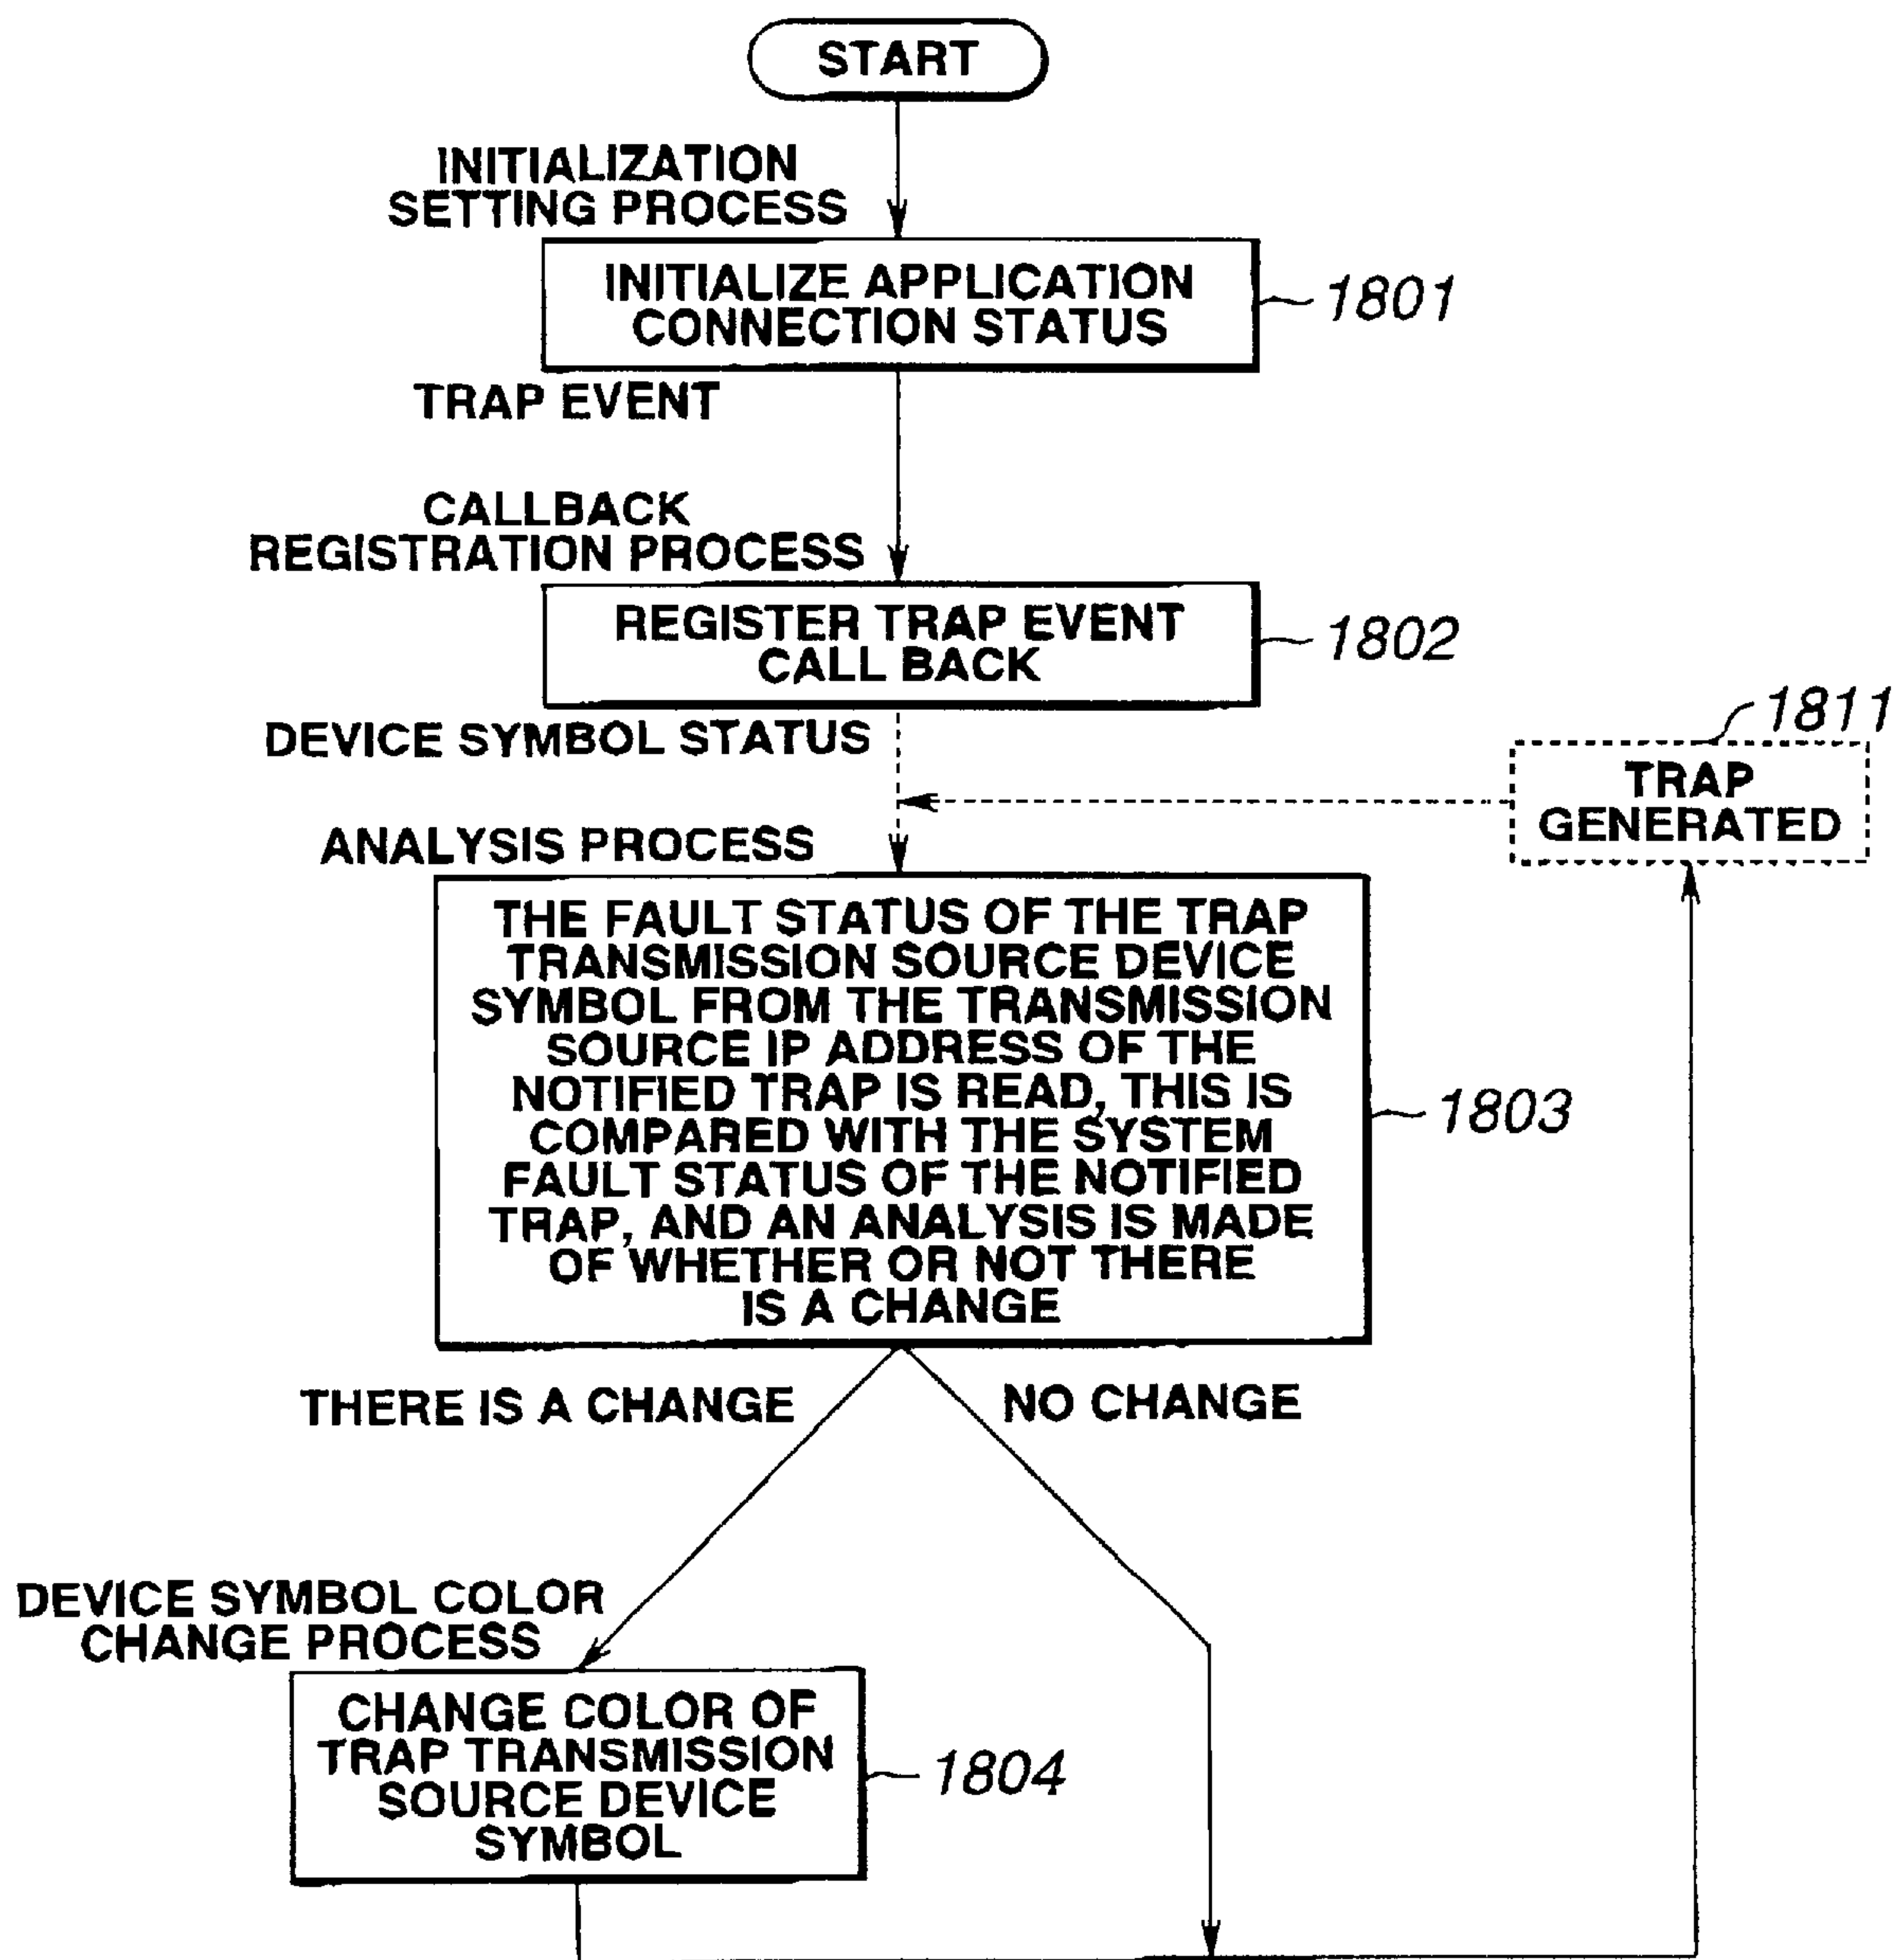 START
INITIALIZATION
SETTING PROCESS
INITIALIZE APPLICATION
CONNECTION STATUS
1801
TRAP EVENT
CALLBACK
REGISTRATION PROCESS
REGISTER TRAP EVENT
CALL BACK
1802
DEVICE SYMBOL STATUS
1811
TRAP
GENERATED
ANALYSIS PROCESS
THE FAULT STATUS OF THE TRAP
TRANSMISSION SOURCE DEVICE
SYMBOL FROM THE TRANSMISSION
SOURCE IP ADDRESS OF THE
NOTIFIED TRAP IS READ, THIS IS
COMPARED WITH THE SYSTEM
FAULT STATUS OF THE NOTIFIED
TRAP, AND AN ANALYSIS IS MADE
OF WHETHER OR NOT THERE
IS A CHANGE
1803
THERE IS A CHANGE
NO CHANGE
DEVICE SYMBOL COLOR
CHANGE PROCESS
CHANGE COLOR OF
TRAP TRANSMISSION
SOURCE DEVICE
SYMBOL
1804